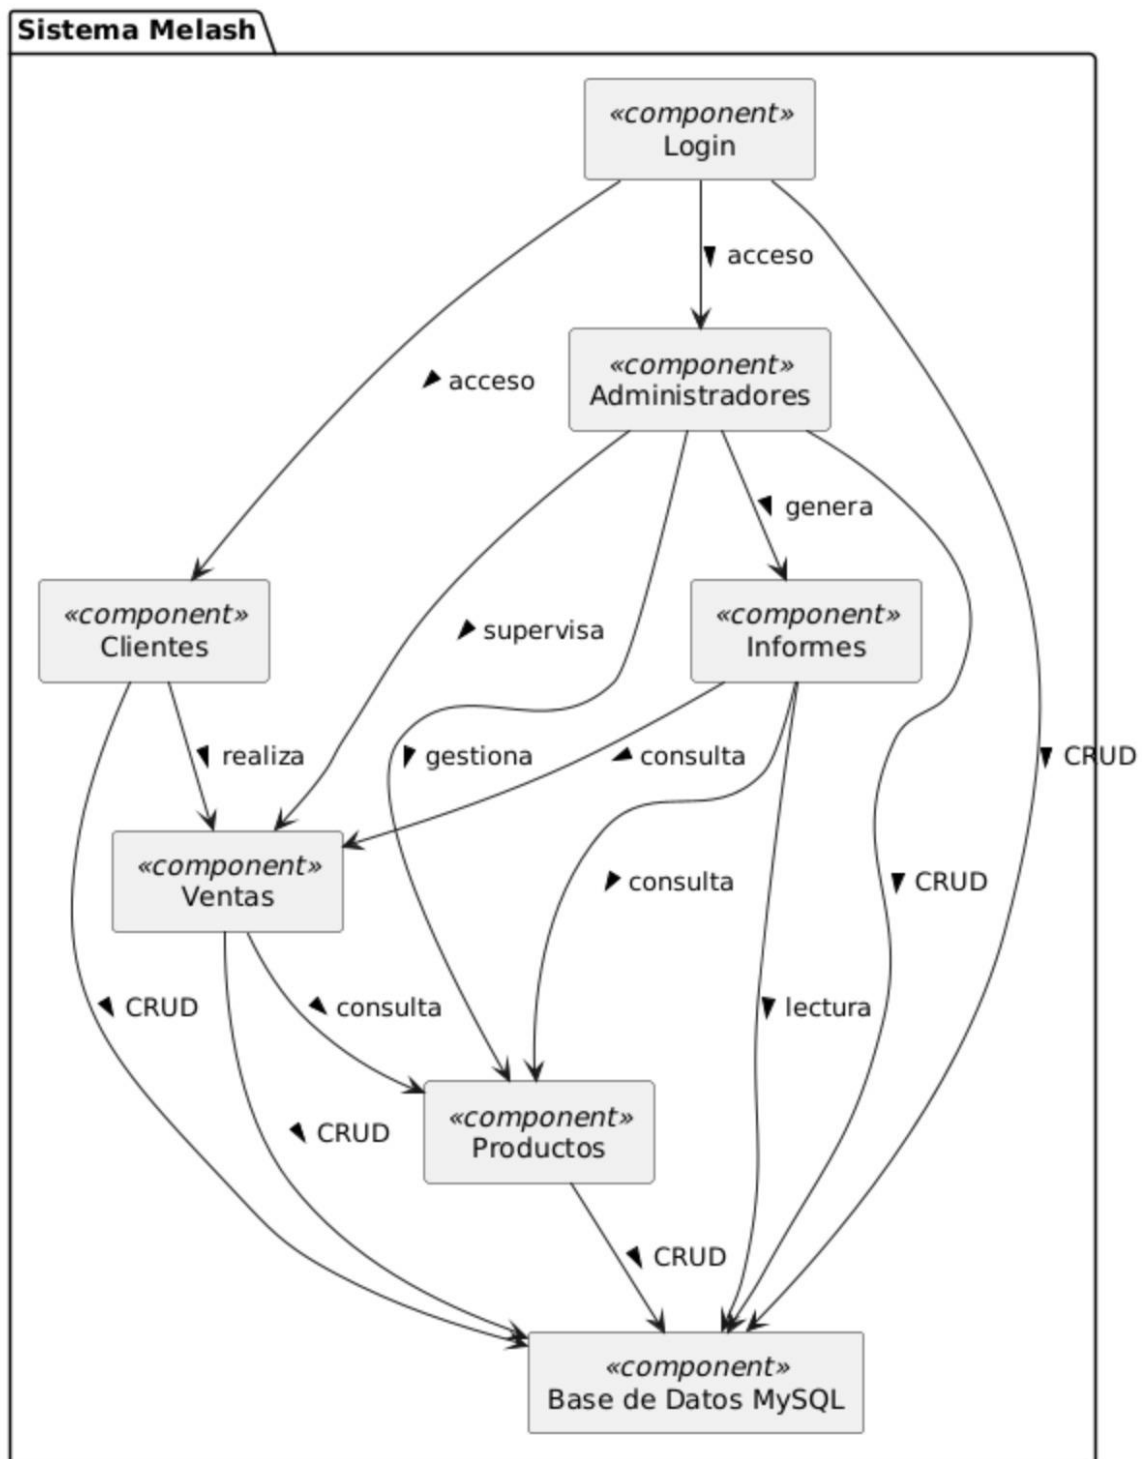 Sistema Melash
«component»
Login
acceso
acceso
«component»
Administradores
genera
«component»
Clientes
supervisa
«component»
Informes
realiza
gestiona
consulta
CRUD
«component»
Ventas
consulta
CRUD
CRUD
consulta
lectura
«component»
Productos
CRUD
CRUD
«component»
Base de Datos MySQL